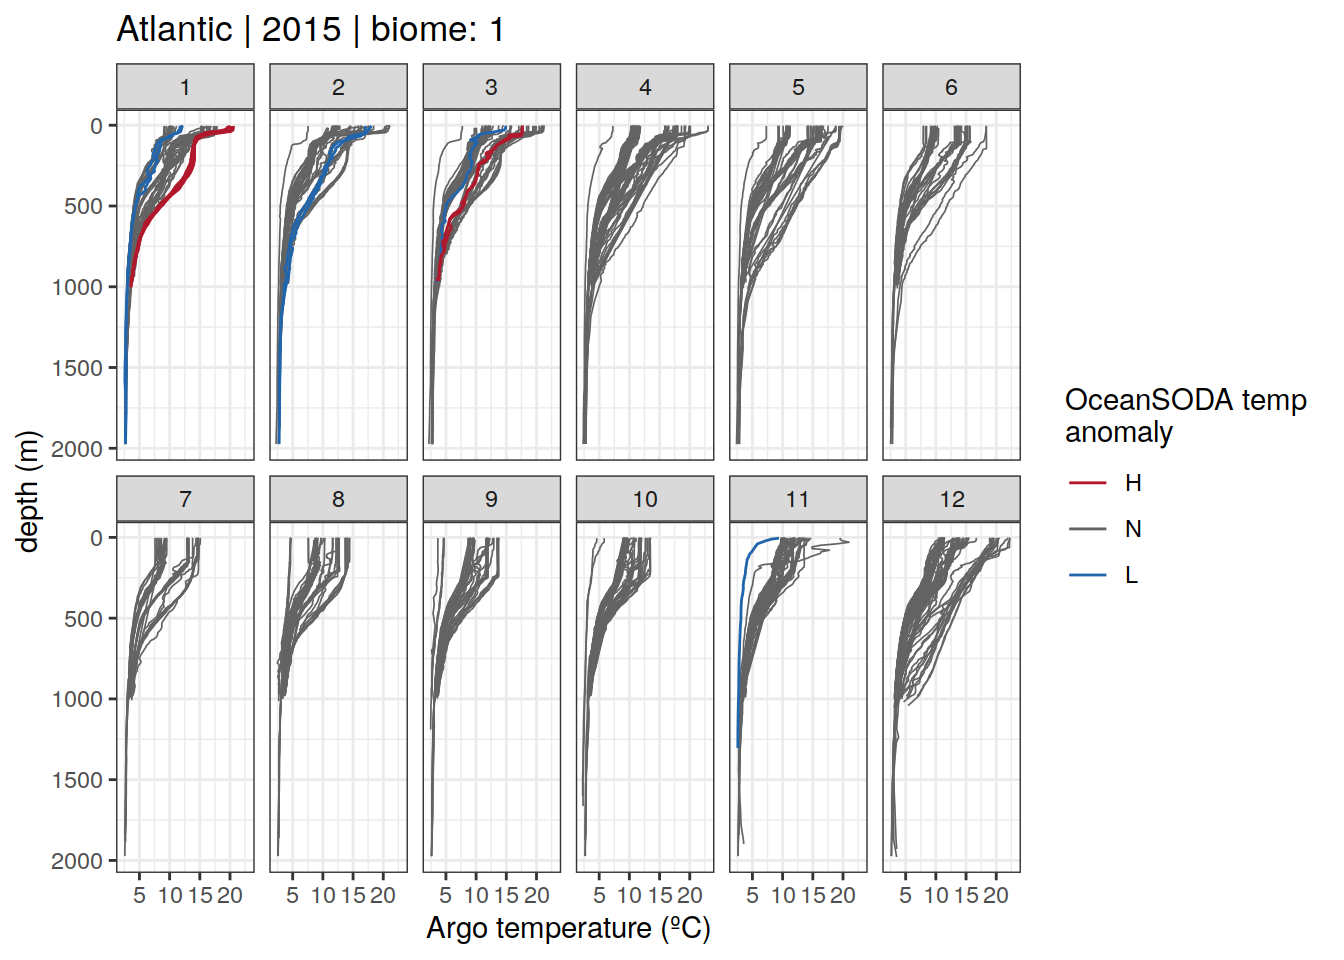 Atlantic | 2015 | biome: 1
1 2 3 4 5 6
0
500
1000
1500
2000
7 8 9 10 11 12
0
500
1000
1500
2000
5 10 15 20 5 10 15 20 5 10 15 20 5 10 15 20 5 10 15 20 5 10 15 20
Argo temperature (ºC)
depth (m)
OceanSODA temp
anomaly
H
N
L